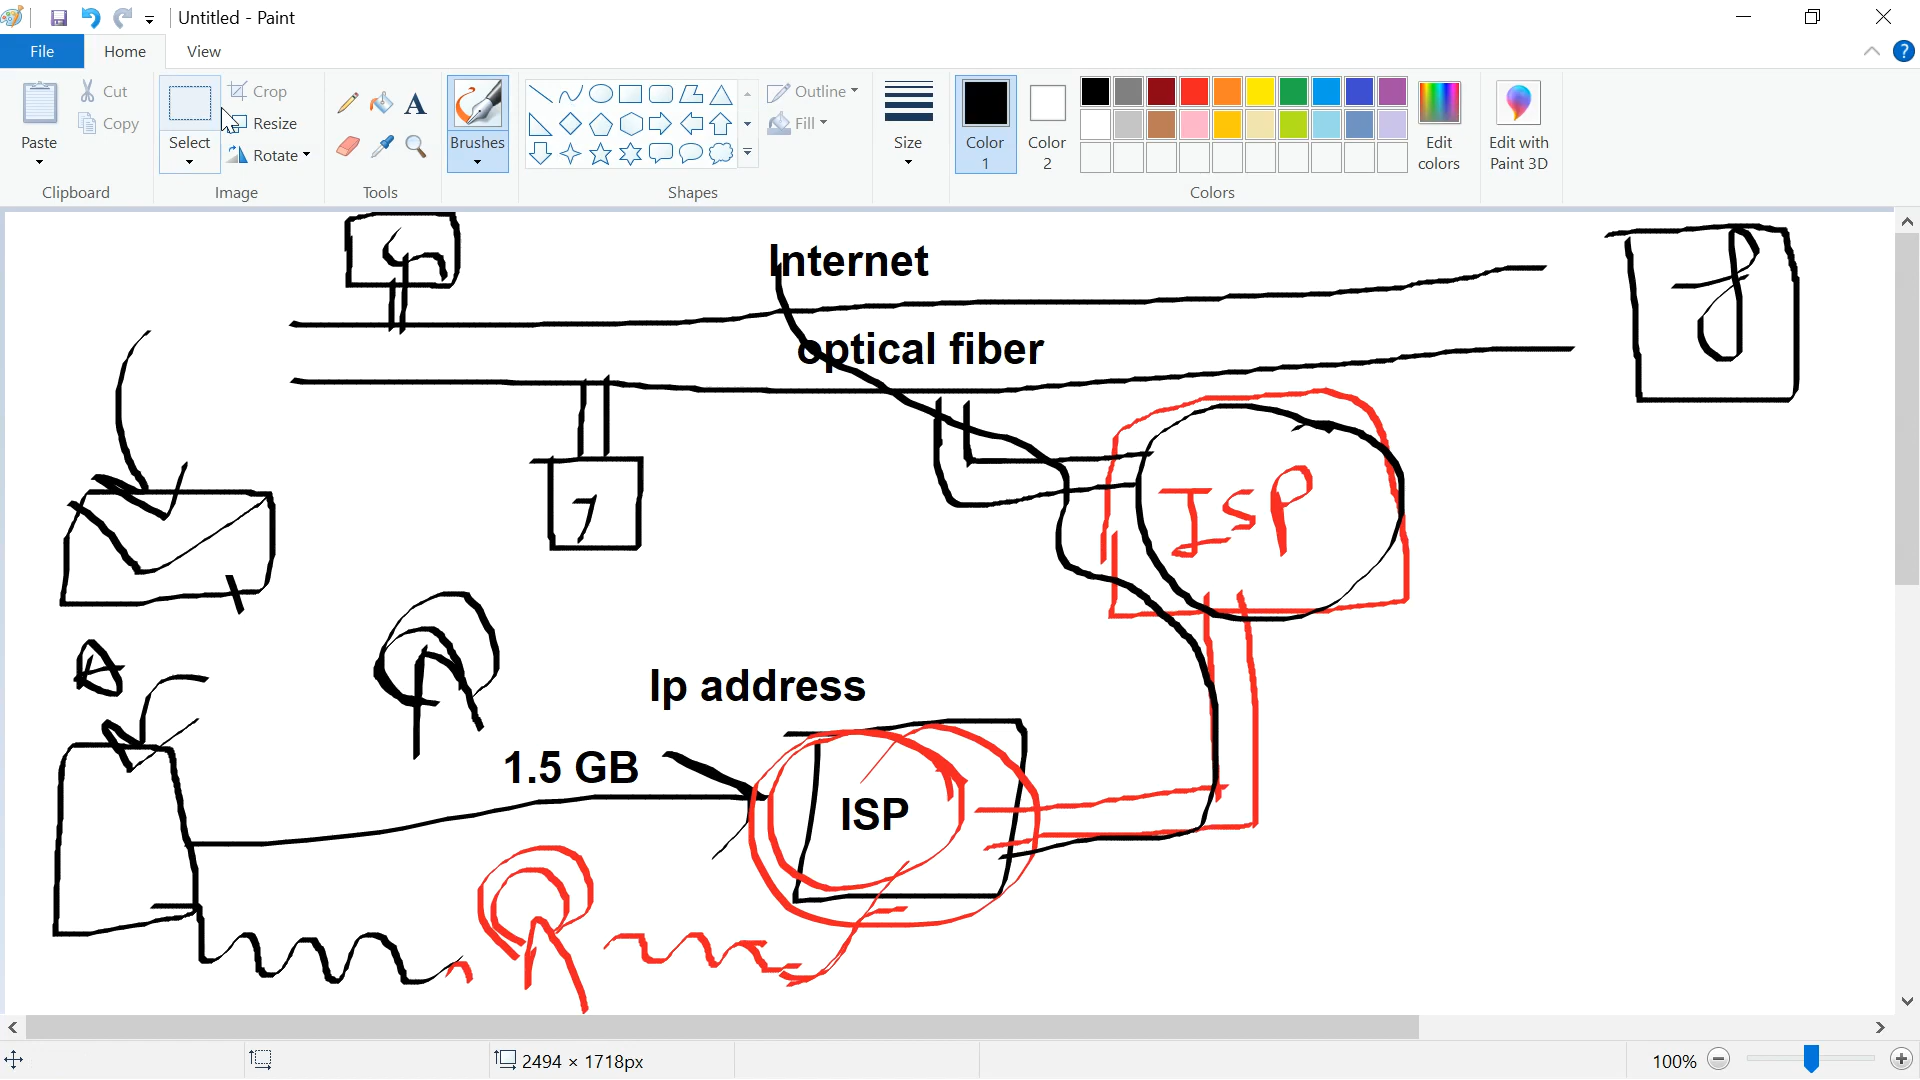 Untitled - Paint
File Home View
Paste Cut Copy Clipboard
Select Crop Resize Rotate Image
Tools
Brushes
Shapes
Outline Fill
Size
Color 1
Color 2
Colors
Edit colors
Edit with Paint 3D
Internet
optical fiber
7
ISP
Ip address
1.5 GB
ISP
2494 × 1718px
100%